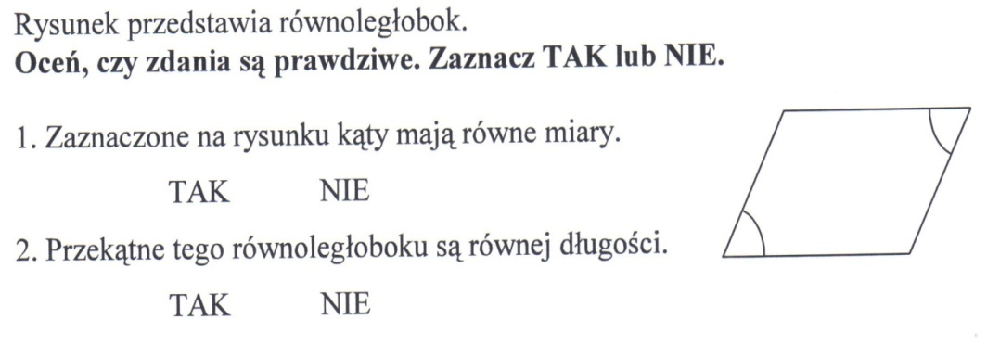 Rysunek przedstawia równoległobok.
Oceń, czy zdania są prawdziwe. Zaznacz TAK lub NIE.
1. Zaznaczone na rysunku kąty mają równe miary.
TAK NIE
2. Przekątne tego równoległoboku są równej długości.
TAK NIE